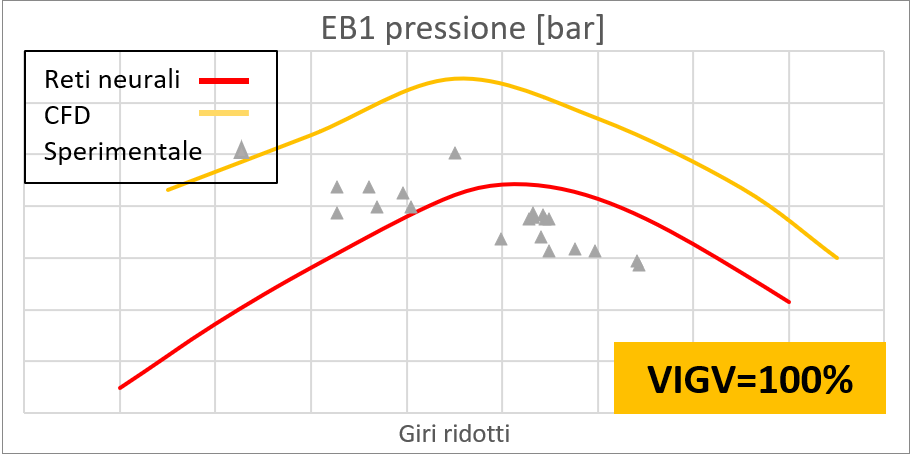 EB1 pressione [bar]
Reti neurali
CFD
Sperimentale
VIGV=100%
Giri ridotti